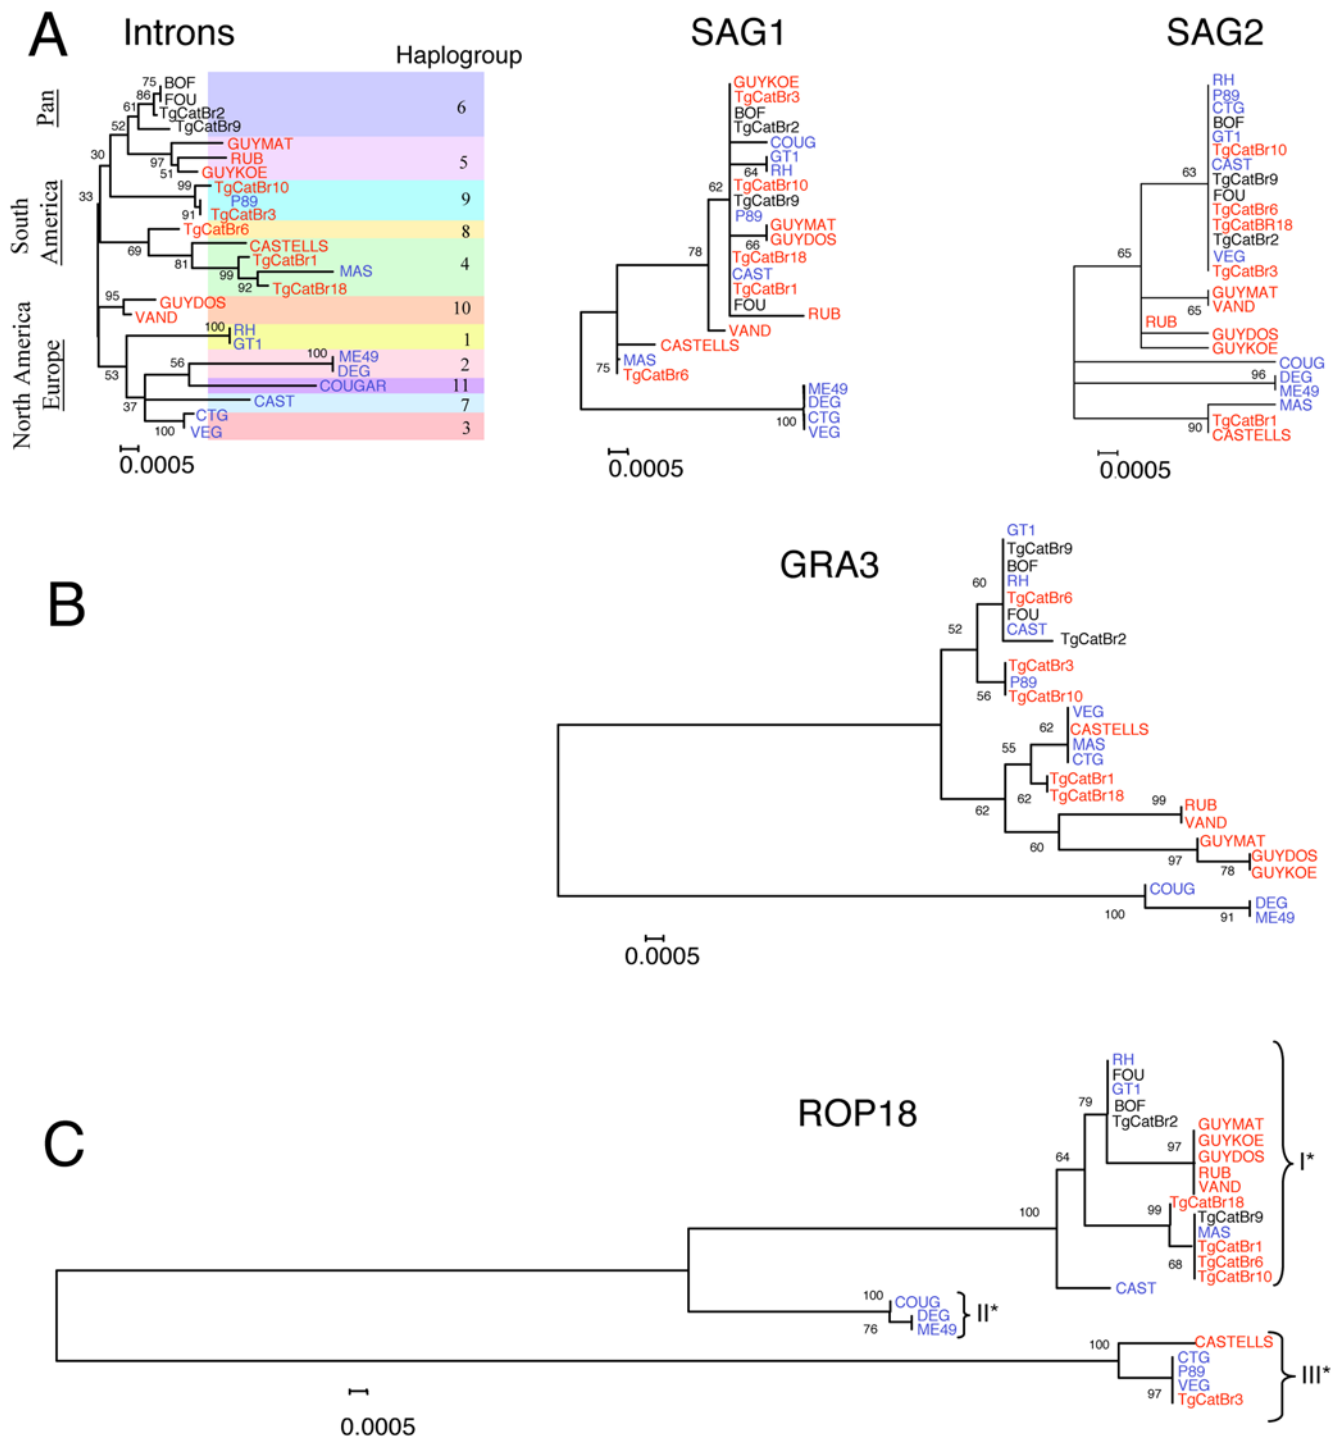 A
Introns
Haplogroup
Pan
South
America
North America
Europe
75
BOF
86
FOU
61
TgCatBr2
TgCatBr9
6
52
GUYMAT
RUB
97
51
GUYKOE
5
30
99
TgCatBr10
P89
91
TgCatBr3
9
33
TgCatBr6
8
69
CASTELLS
81
TgCatBr1
99
MAS
92
TgCatBr18
4
95
GUYDOS
VAND
10
100
RH
GT1
1
53
56
100
ME49
DEG
2
COUGAR
11
37
CAST
7
CTG
100
VEG
3
0.0005
SAG1
GUYKOE
TgCatBr3
BOF
TgCatBr2
COUG
GT1
64
RH
62
TgCatBr10
TgCatBr9
P89
GUYMAT
66
GUYDOS
78
TgCatBr18
CAST
TgCatBr1
FOU
RUB
VAND
CASTELLS
75
MAS
TgCatBr6
ME49
DEG
100
CTG
VEG
0.0005
SAG2
RH
P89
CTG
BOF
GT1
TgCatBr10
63
CAST
TgCatBr9
FOU
TgCatBr6
TgCatBR18
TgCatBr2
65
VEG
TgCatBr3
GUYMAT
65
VAND
RUB
GUYDOS
GUYKOE
COUG
96
DEG
ME49
MAS
90
TgCatBr1
CASTELLS
0.0005
B
GRA3
GT1
TgCatBr9
BOF
60
RH
TgCatBr6
FOU
52
CAST
TgCatBr2
TgCatBr3
P89
56
TgCatBr10
VEG
62
CASTELLS
55
MAS
CTG
TgCatBr1
62
62
TgCatBr18
99
RUB
VAND
60
GUYMAT
97
GUYDOS
78
GUYKOE
COUG
100
DEG
91
ME49
0.0005
C
ROP18
RH
FOU
GT1
79
BOF
TgCatBr2
GUYMAT
97
GUYKOE
64
GUYDOS
I*
RUB
VAND
TgCatBr18
100
99
TgCatBr9
MAS
TgCatBr1
68
TgCatBr6
TgCatBr10
CAST
100
COUG
DEG
II*
76
ME49
100
CASTELLS
CTG
P89
III*
97
VEG
TgCatBr3
0.0005